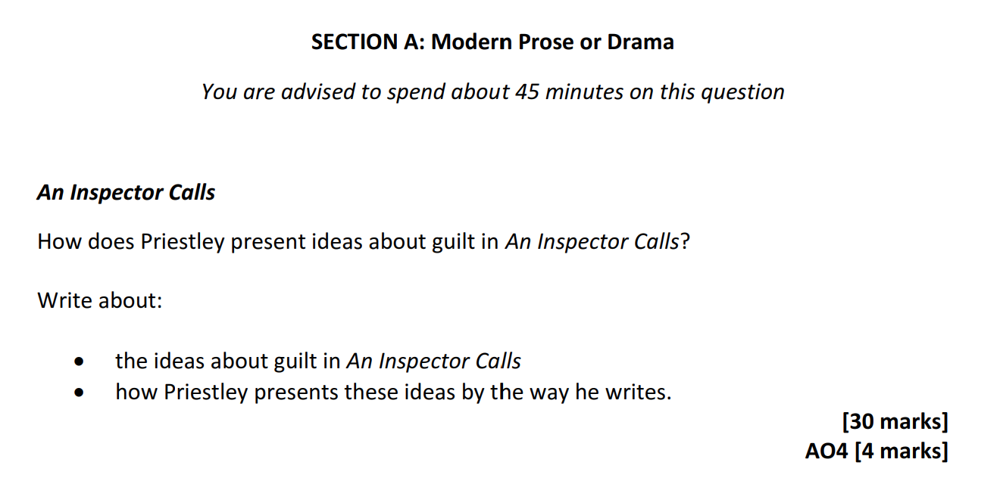 SECTION A: Modern Prose or Drama
You are advised to spend about 45 minutes on this question
An Inspector Calls
How does Priestley present ideas about guilt in An Inspector Calls?
Write about:
• the ideas about guilt in An Inspector Calls
• how Priestley presents these ideas by the way he writes.
[30 marks]
AO4 [4 marks]